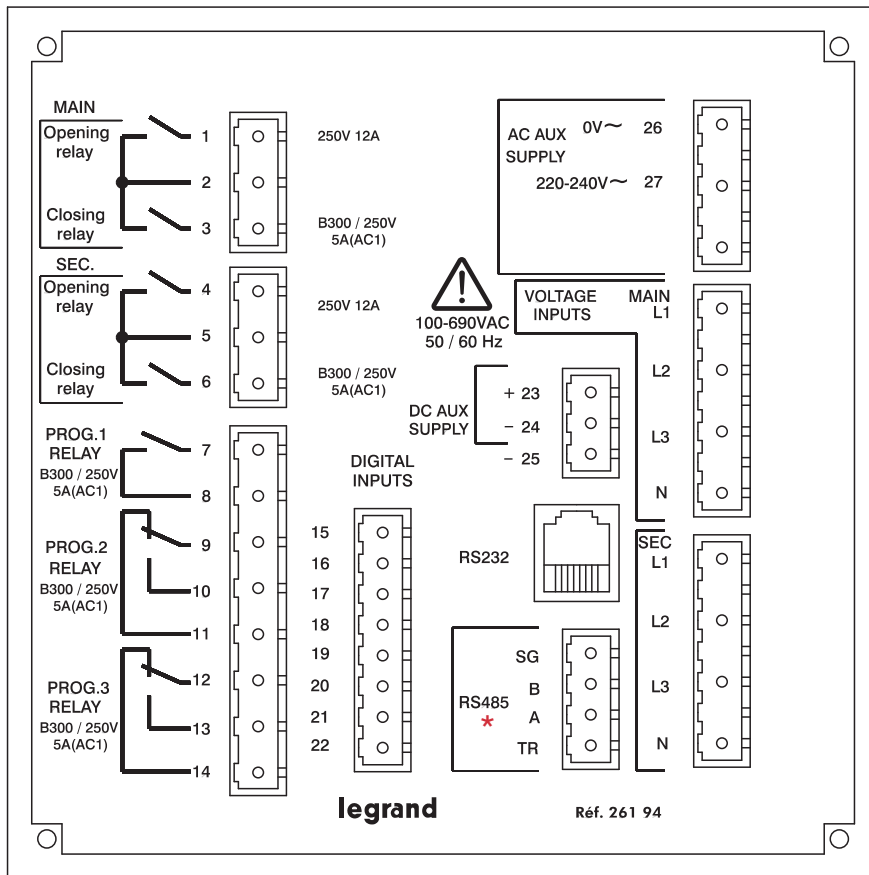 MAIN
Opening
relay
1
250V 12A
2
Closing
relay
3
B300 / 250V
5A(AC1)
SEC.
Opening
relay
4
250V 12A
5
Closing
relay
6
B300 / 250V
5A(AC1)
PROG.1
RELAY
B300 / 250V
5A(AC1)
7
8
PROG.2
RELAY
B300 / 250V
5A(AC1)
9
10
11
PROG.3
RELAY
B300 / 250V
5A(AC1)
12
13
14
DIGITAL
INPUTS
15
16
17
18
19
20
21
22
AC AUX
SUPPLY
0V~ 26
220-240V~ 27
100-690VAC
50 / 60 Hz
VOLTAGE
INPUTS
MAIN
L1
L2
L3
N
DC AUX
SUPPLY
+ 23
– 24
– 25
RS232
SEC
L1
L2
L3
N
RS485
*
SG
B
A
TR
legrand
Réf. 261 94